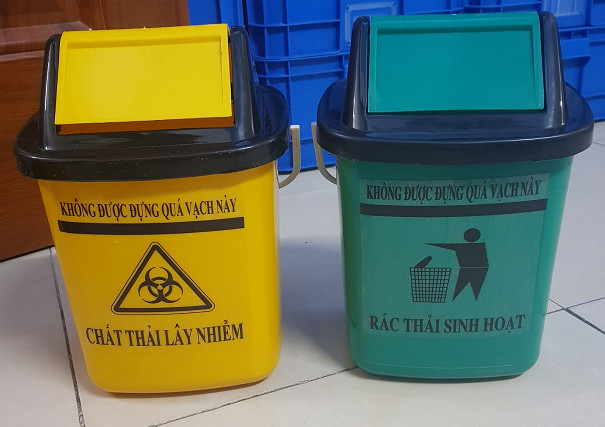 KHÔNG ĐƯỢC ĐỰNG QUÁ VẠCH NÀY
CHẤT THẢI LÂY NHIỄM
KHÔNG ĐƯỢC ĐỰNG QUÁ VẠCH NÀY
RÁC THẢI SINH HOẠT